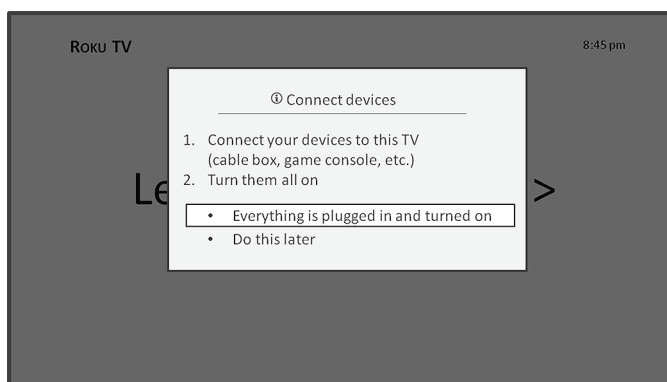 ROKU TV
8:45 pm
Connect devices
1. Connect your devices to this TV
(cable box, game console, etc.)
2. Turn them all on
Le >
• Everything is plugged in and turned on
• Do this later